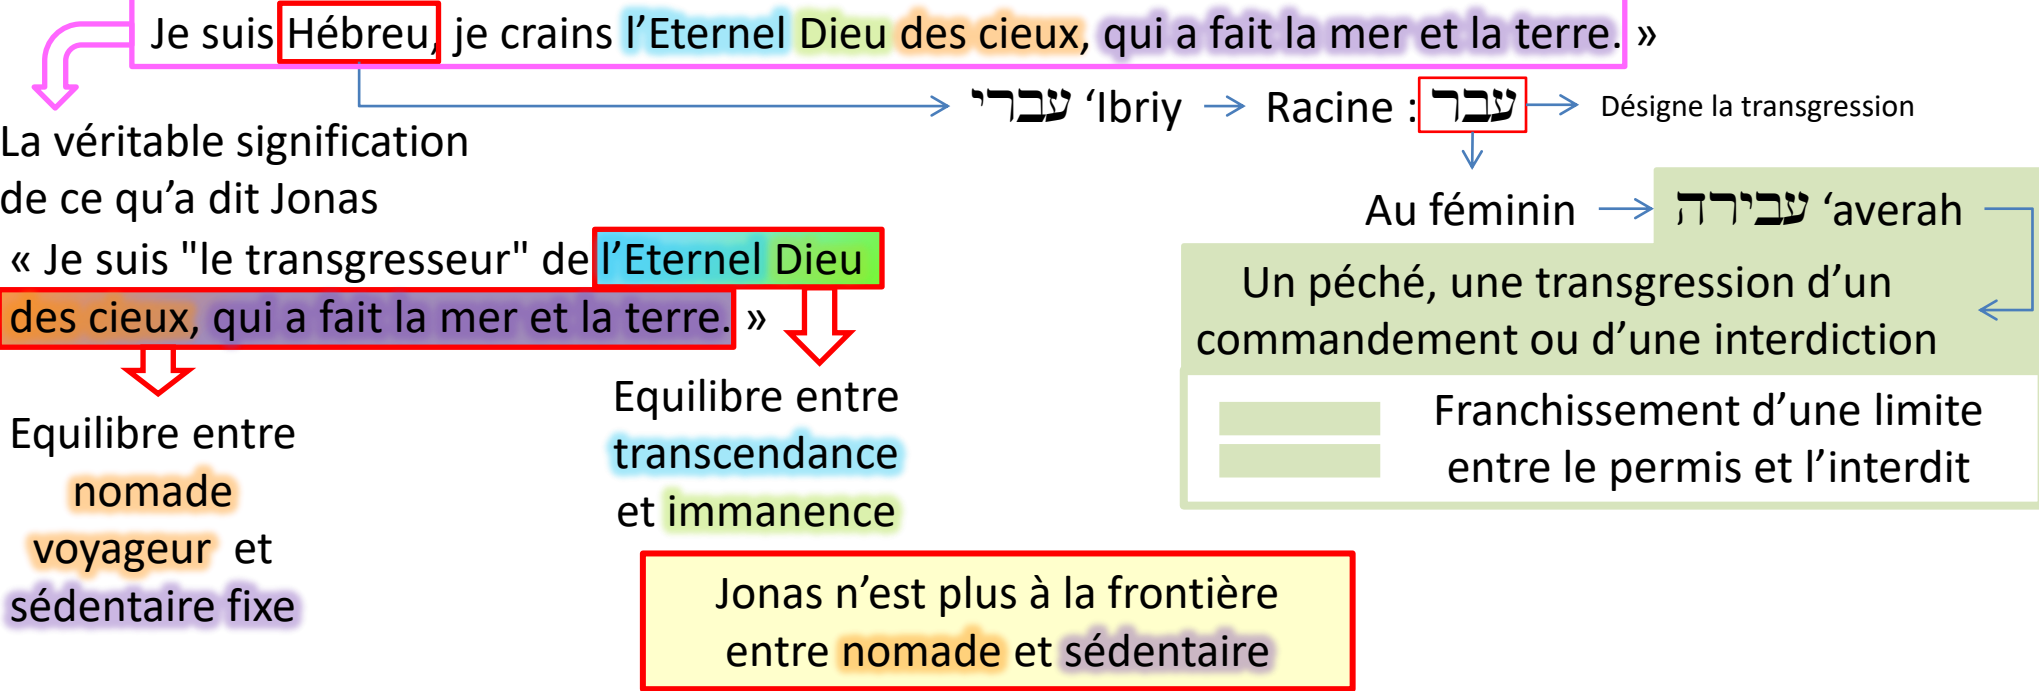 Je suis Hébreu, je crains l’Eternel Dieu des cieux, qui a fait la mer et la terre. »
עברי ‘Ibriy
Racine : עבר
Désigne la transgression
La véritable signification
de ce qu’a dit Jonas
« Je suis "le transgresseur" de l’Eternel Dieu
des cieux, qui a fait la mer et la terre. »
Au féminin
עבירה ‘averah
Un péché, une transgression d’un
commandement ou d’une interdiction
Franchissement d’une limite
entre le permis et l’interdit
Equilibre entre
nomade
voyageur et
sédentaire fixe
Equilibre entre
transcendance
et immanence
Jonas n’est plus à la frontière
entre nomade et sédentaire